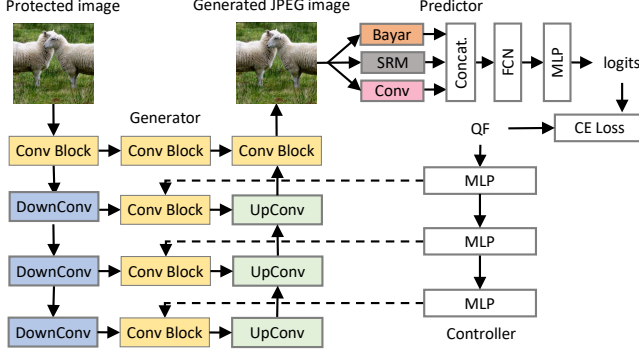 Protected image
Generated JPEG image
Predictor
Bayar
SRM
Conv
Concat.
FCN
MLP
logits
Generator
QF
CE Loss
Conv Block
Conv Block
Conv Block
MLP
DownConv
Conv Block
UpConv
MLP
DownConv
Conv Block
UpConv
MLP
DownConv
Conv Block
UpConv
Controller